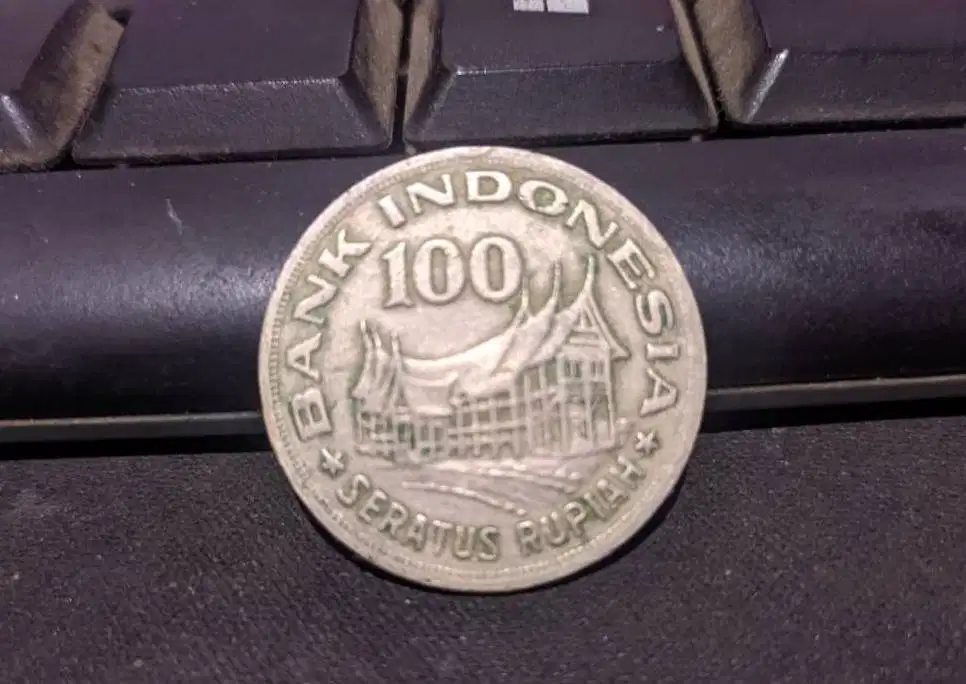 BANK INDONESIA
100
SERATUS RUPIAH